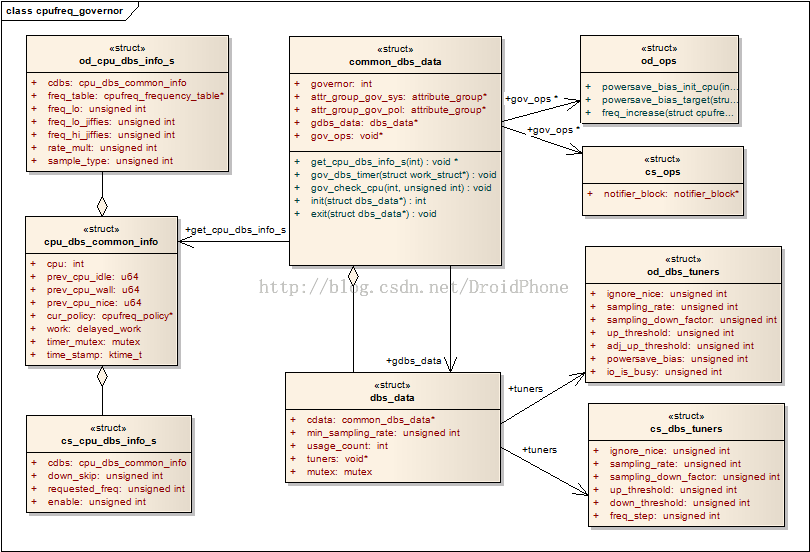 class cpufreq_governor
«struct»
od_cpu_dbs_info_s
+ cdbs: cpu_dbs_common_info
+ freq_table: cpufreq_frequency_table*
+ freq_lo: unsigned int
+ freq_lo_jiffies: unsigned int
+ freq_hi_jiffies: unsigned int
+ rate_mult: unsigned int
+ sample_type: unsigned int
«struct»
common_dbs_data
+ governor: int
+ attr_group_gov_sys: attribute_group*
+ attr_group_gov_pol: attribute_group*
+ gdbs_data: dbs_data*
+ gov_ops: void*
+ get_cpu_dbs_info_s(int) : void *
+ gov_dbs_timer(struct work_struct*) : void
+ gov_check_cpu(int, unsigned int) : void
+ init(struct dbs_data*) : int
+ exit(struct dbs_data*) : void
«struct»
od_ops
+ powersave_bias_init_cpu(in...
+ powersave_bias_target(stru...
+ freq_increase(struct cpufre...
+gov_ops *
+gov_ops *
«struct»
cs_ops
+ notifier_block: notifier_block*
«struct»
cpu_dbs_common_info
+ cpu: int
+ prev_cpu_idle: u64
+ prev_cpu_wall: u64
+ prev_cpu_nice: u64
+ cur_policy: cpufreq_policy*
+ work: delayed_work
+ timer_mutex: mutex
+ time_stamp: ktime_t
+get_cpu_dbs_info_s
http://blog.csdn.net/DroidPhone
«struct»
od_dbs_tuners
+ ignore_nice: unsigned int
+ sampling_rate: unsigned int
+ sampling_down_factor: unsigned int
+ up_threshold: unsigned int
+ adj_up_threshold: unsigned int
+ powersave_bias: unsigned int
+ io_is_busy: unsigned int
+gdbs_data
«struct»
dbs_data
+ cdata: common_dbs_data*
+ min_sampling_rate: unsigned int
+ usage_count: int
+ tuners: void*
+ mutex: mutex
+tuners
+tuners
«struct»
cs_cpu_dbs_info_s
+ cdbs: cpu_dbs_common_info
+ down_skip: unsigned int
+ requested_freq: unsigned int
+ enable: unsigned int
«struct»
cs_dbs_tuners
+ ignore_nice: unsigned int
+ sampling_rate: unsigned int
+ sampling_down_factor: unsigned int
+ up_threshold: unsigned int
+ down_threshold: unsigned int
+ freq_step: unsigned int